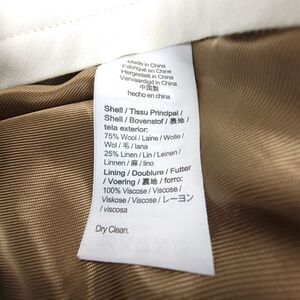 Made in China
Fabriqué en Chine
Hergestellt in China
Vervaardigd in China
中国製
hecho en china
Shell / Tissu Principal /
Shell / Bovenstof / 表地 /
tela exterior:
75% Wool / Laine / Wolle /
Wol / 毛 / lana
25% Linen / Lin / Leinen /
Linnen / 麻 / lino
Lining / Doublure / Futter
/ Voering / 裏地 / forro:
100% Viscose / Viscose /
Viskose / Viscose / レーヨン
/ viscosa
Dry Clean.